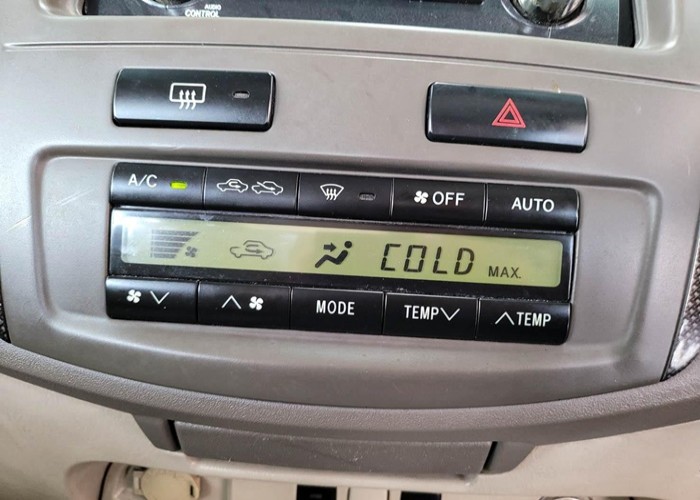 AUDIO
CONTROL
A/C
OFF
AUTO
COLD MAX.
MODE
TEMP
TEMP